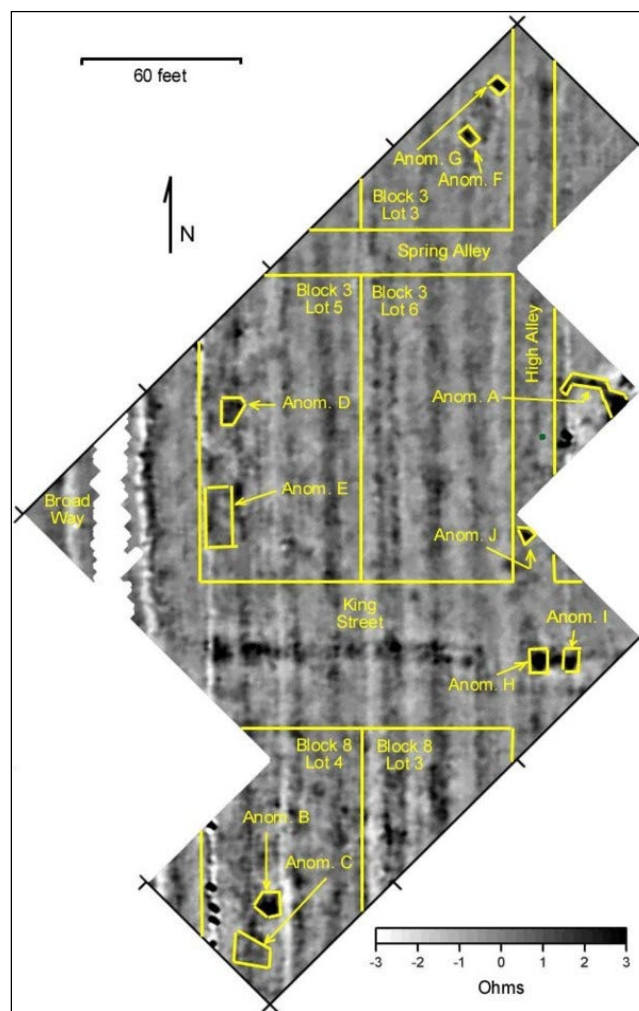 60 feet
N
Anom. G
Anom. F
Block 3
Lot 3
Spring Alley
Block 3
Lot 5
Block 3
Lot 6
High Alley
Anom. A
Anom. D
Anom. E
Broad
Way
Anom. J
King
Street
Anom. I
Anom. H
Block 8
Lot 4
Block 8
Lot 3
Anom. B
Anom. C
-3 -2 -1 0 1 2 3
Ohms